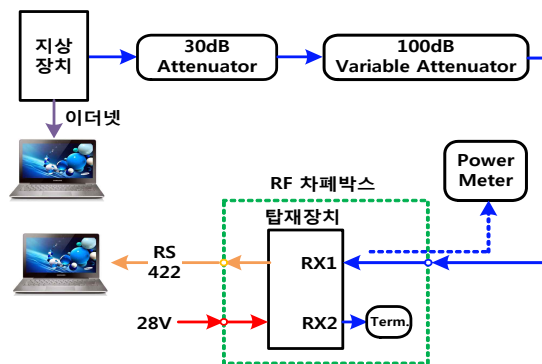 지상
장치
30dB
Attenuator
100dB
Variable Attenuator
이더넷
Power
Meter
RF 차폐박스
탑재장치
RS
422
RX1
28V
RX2
Term.